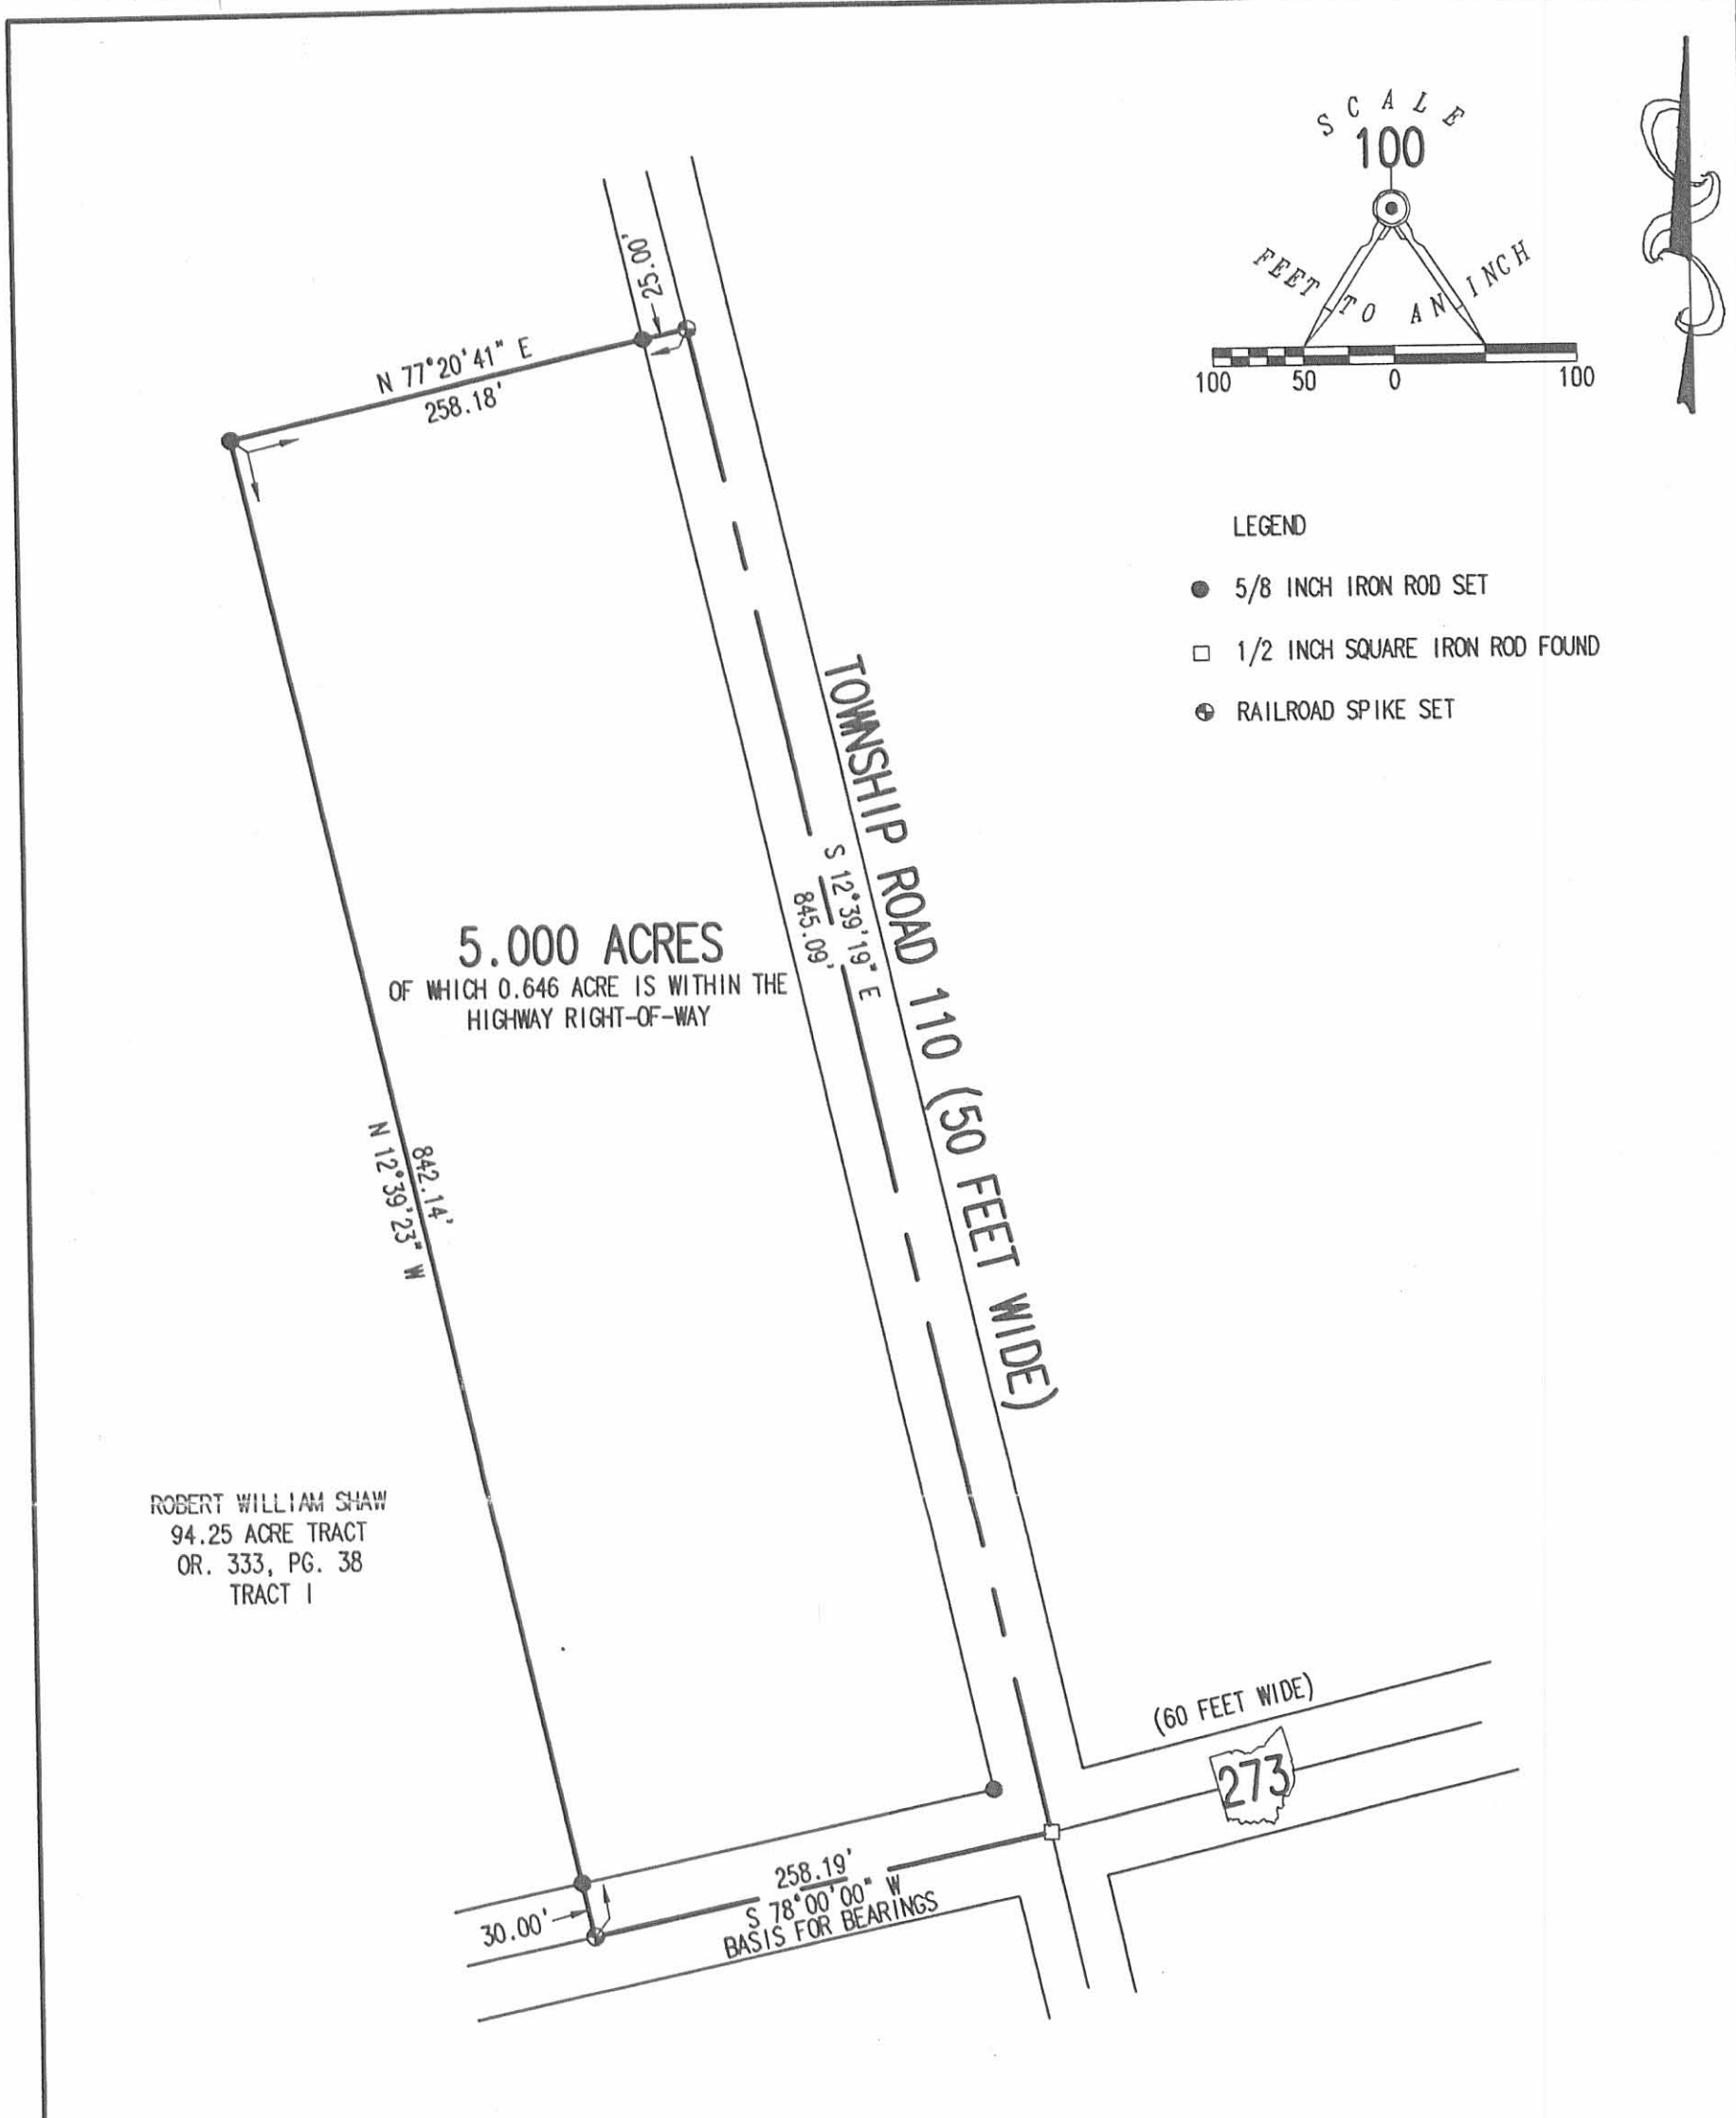 SCALE
100
FEET TO AN INCH
100 50 0 100
25.00'
N 77°20'41" E
258.18'
LEGEND
5/8 INCH IRON ROD SET
1/2 INCH SQUARE IRON ROD FOUND
RAILROAD SPIKE SET
TOWNSHIP ROAD 110 (50 FEET WIDE)
S 12°39'19" E
845.09'
5.000 ACRES
OF WHICH 0.646 ACRE IS WITHIN THE
HIGHWAY RIGHT-OF-WAY
842.14'
N 12°39'23" W
ROBERT WILLIAM SHAW
94.25 ACRE TRACT
OR. 333, PG. 38
TRACT I
(60 FEET WIDE)
273
258.19'
S 78°00'00" W
BASIS FOR BEARINGS
30.00'